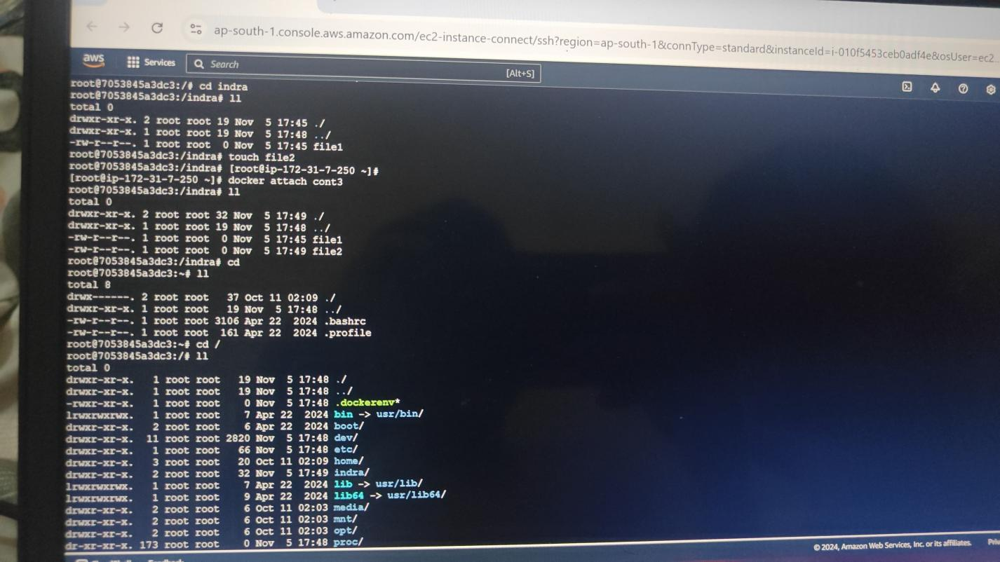 ap-south-1.console.aws.amazon.com/ec2-instance-connect/ssh?region=ap-south-1&connType=standard&instanceId=i-010f5453ceb0adf4e&osUser=ec2...
aws Services Search [Alt+S]
root@7053845a3dc3:/# cd indra
root@7053845a3dc3:/indra# ll
total 0
drwxr-xr-x. 2 root root 19 Nov  5 17:45 ./
drwxr-xr-x. 1 root root 19 Nov  5 17:48 ../
-rw-r--r--. 1 root root  0 Nov  5 17:45 file1
root@7053845a3dc3:/indra# touch file2
root@7053845a3dc3:/indra# [root@ip-172-31-7-250 ~]#
[root@ip-172-31-7-250 ~]# docker attach cont3
root@7053845a3dc3:/indra# ll
total 0
drwxr-xr-x. 2 root root 32 Nov  5 17:49 ./
drwxr-xr-x. 1 root root 19 Nov  5 17:48 ../
-rw-r--r--. 1 root root  0 Nov  5 17:45 file1
-rw-r--r--. 1 root root  0 Nov  5 17:49 file2
root@7053845a3dc3:/indra# cd
root@7053845a3dc3:~# ll
total 8
drwx------. 2 root root   37 Oct 11 02:09 ./
drwxr-xr-x. 1 root root   19 Nov  5 17:48 ../
-rw-r--r--. 1 root root 3106 Apr 22  2024 .bashrc
-rw-r--r--. 1 root root  161 Apr 22  2024 .profile
root@7053845a3dc3:~# cd /
root@7053845a3dc3:/# ll
total 0
drwxr-xr-x.   1 root root   19 Nov  5 17:48 ./
drwxr-xr-x.   1 root root   19 Nov  5 17:48 ../
-rwxr-xr-x.   1 root root    0 Nov  5 17:48 .dockerenv*
lrwxrwxrwx.   1 root root    7 Apr 22  2024 bin -> usr/bin/
drwxr-xr-x.   2 root root    6 Apr 22  2024 boot/
drwxr-xr-x.  11 root root 2820 Nov  5 17:48 dev/
drwxr-xr-x.   1 root root   66 Nov  5 17:48 etc/
drwxr-xr-x.   3 root root   20 Oct 11 02:09 home/
drwxr-xr-x.   2 root root   32 Nov  5 17:49 indra/
lrwxrwxrwx.   1 root root    7 Apr 22  2024 lib -> usr/lib/
lrwxrwxrwx.   1 root root    9 Apr 22  2024 lib64 -> usr/lib64/
drwxr-xr-x.   2 root root    6 Oct 11 02:03 media/
drwxr-xr-x.   2 root root    6 Oct 11 02:03 mnt/
drwxr-xr-x.   2 root root    6 Oct 11 02:03 opt/
dr-xr-xr-x. 173 root root    0 Nov  5 17:48 proc/
© 2024, Amazon Web Services, Inc. or its affiliates.